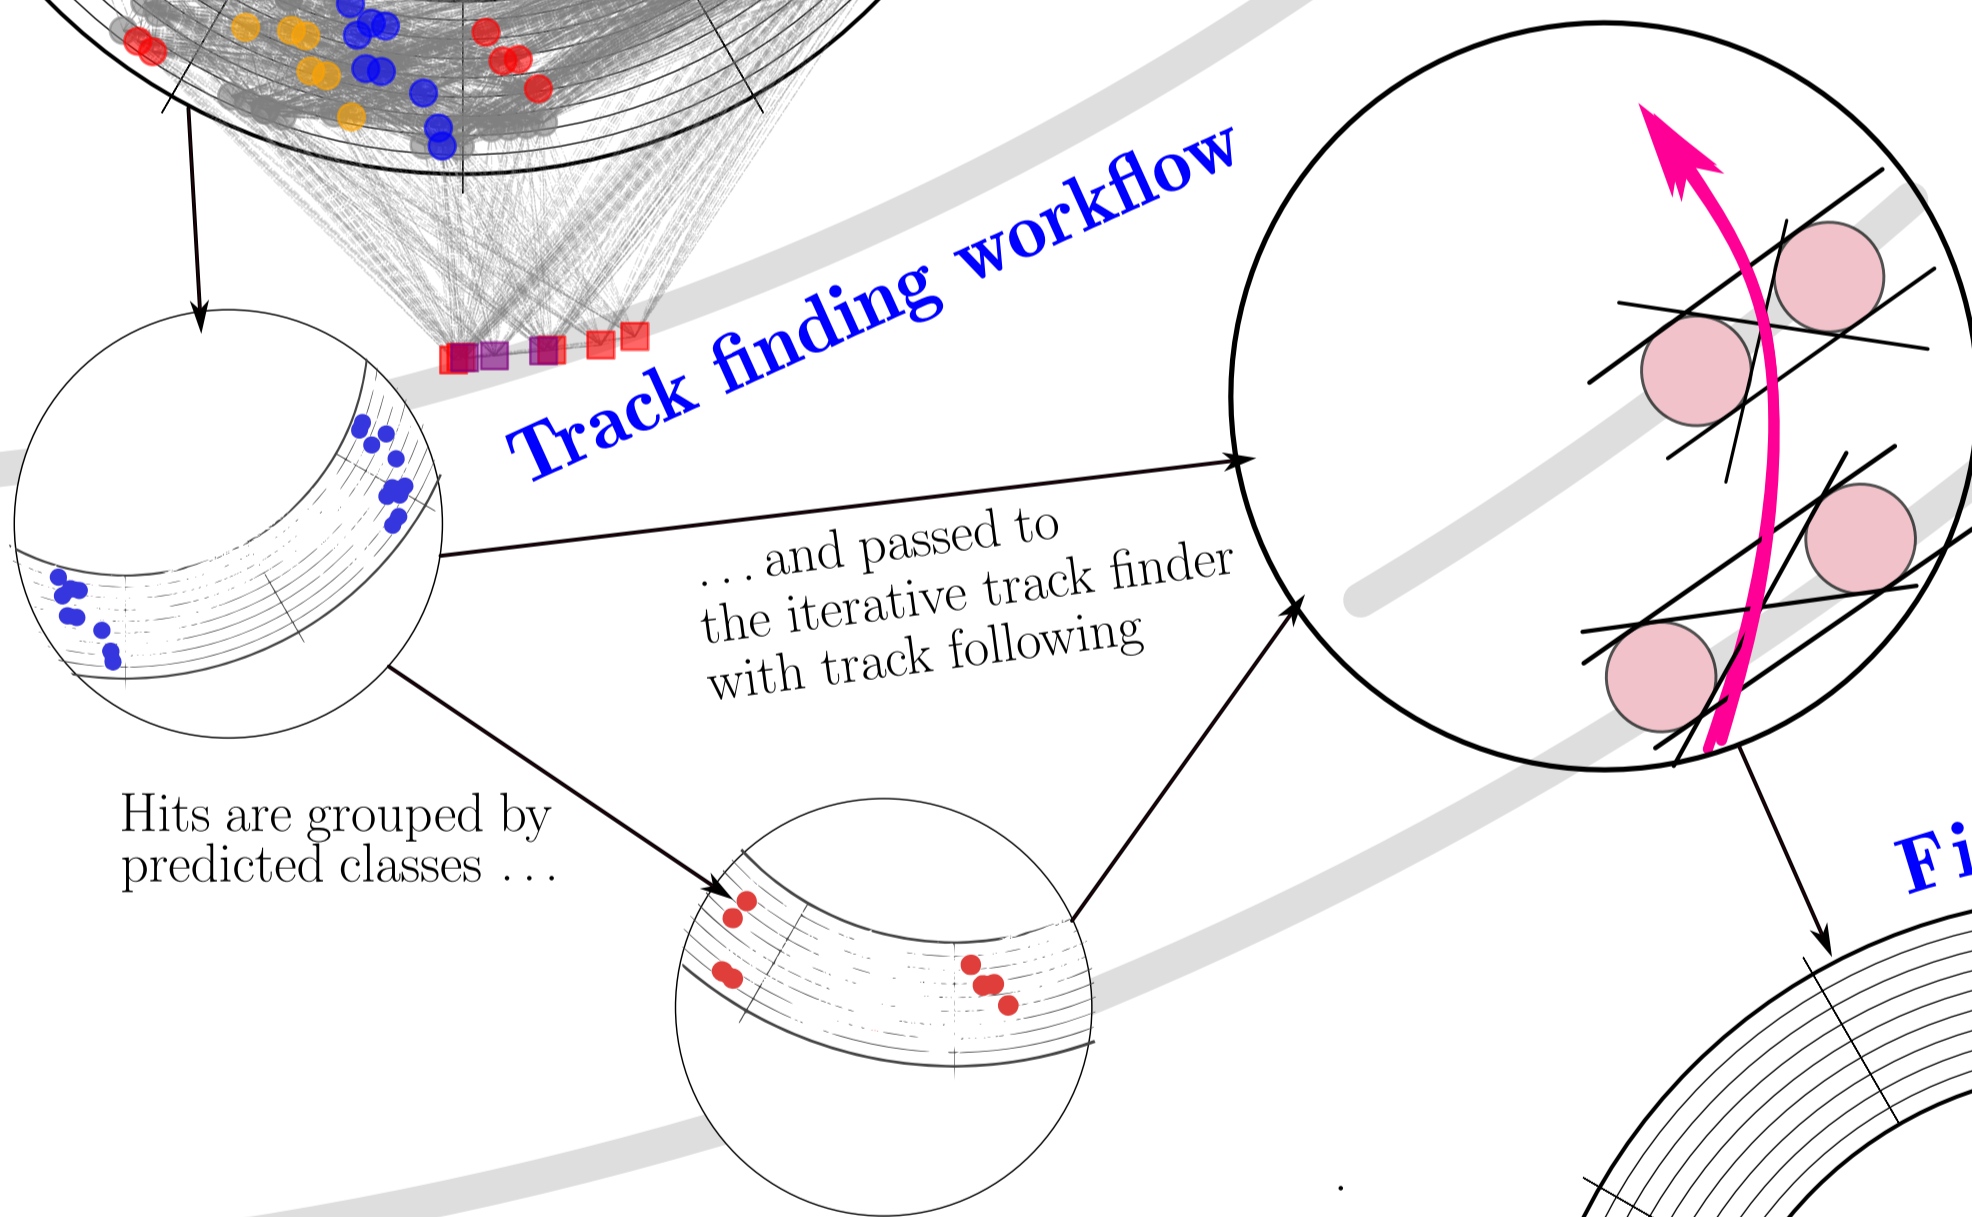 Track finding workflow
. . . and passed to
the iterative track finder
with track following
Hits are grouped by
predicted classes . . .
Fi